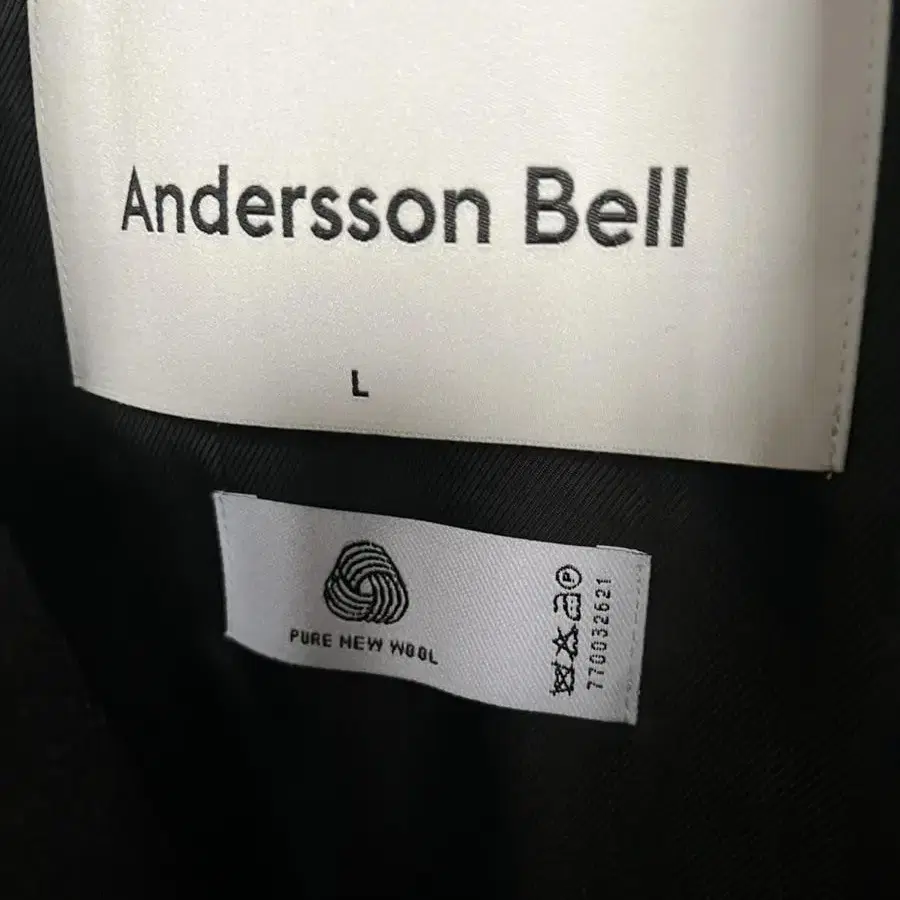 Andersson Bell
L
PURE NEW WOOL
P
770032621